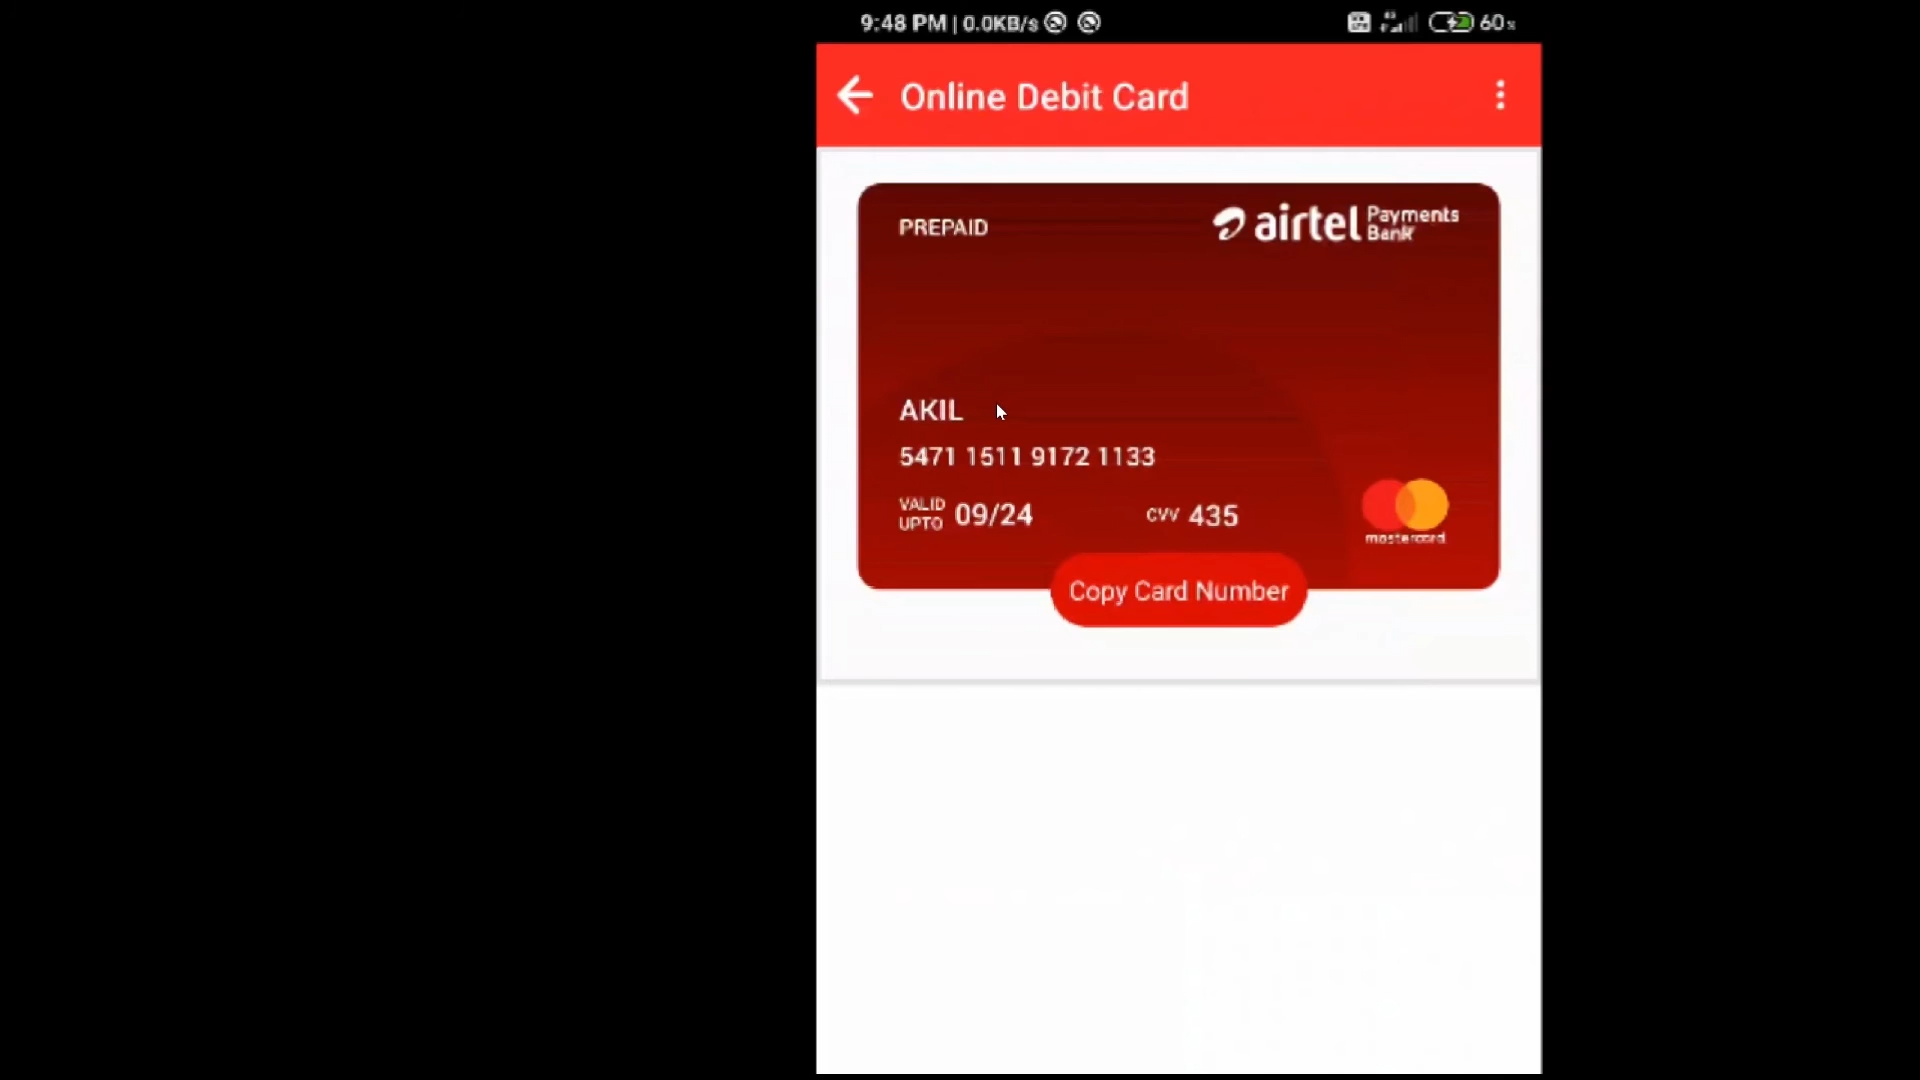 9:48 PM | 0.0KB/s 60%
Online Debit Card
PREPAID
airtel Payments Bank
AKIL
5471 1511 9172 1133
VALID UPTO 09/24 CVV 435
mastercard
Copy Card Number